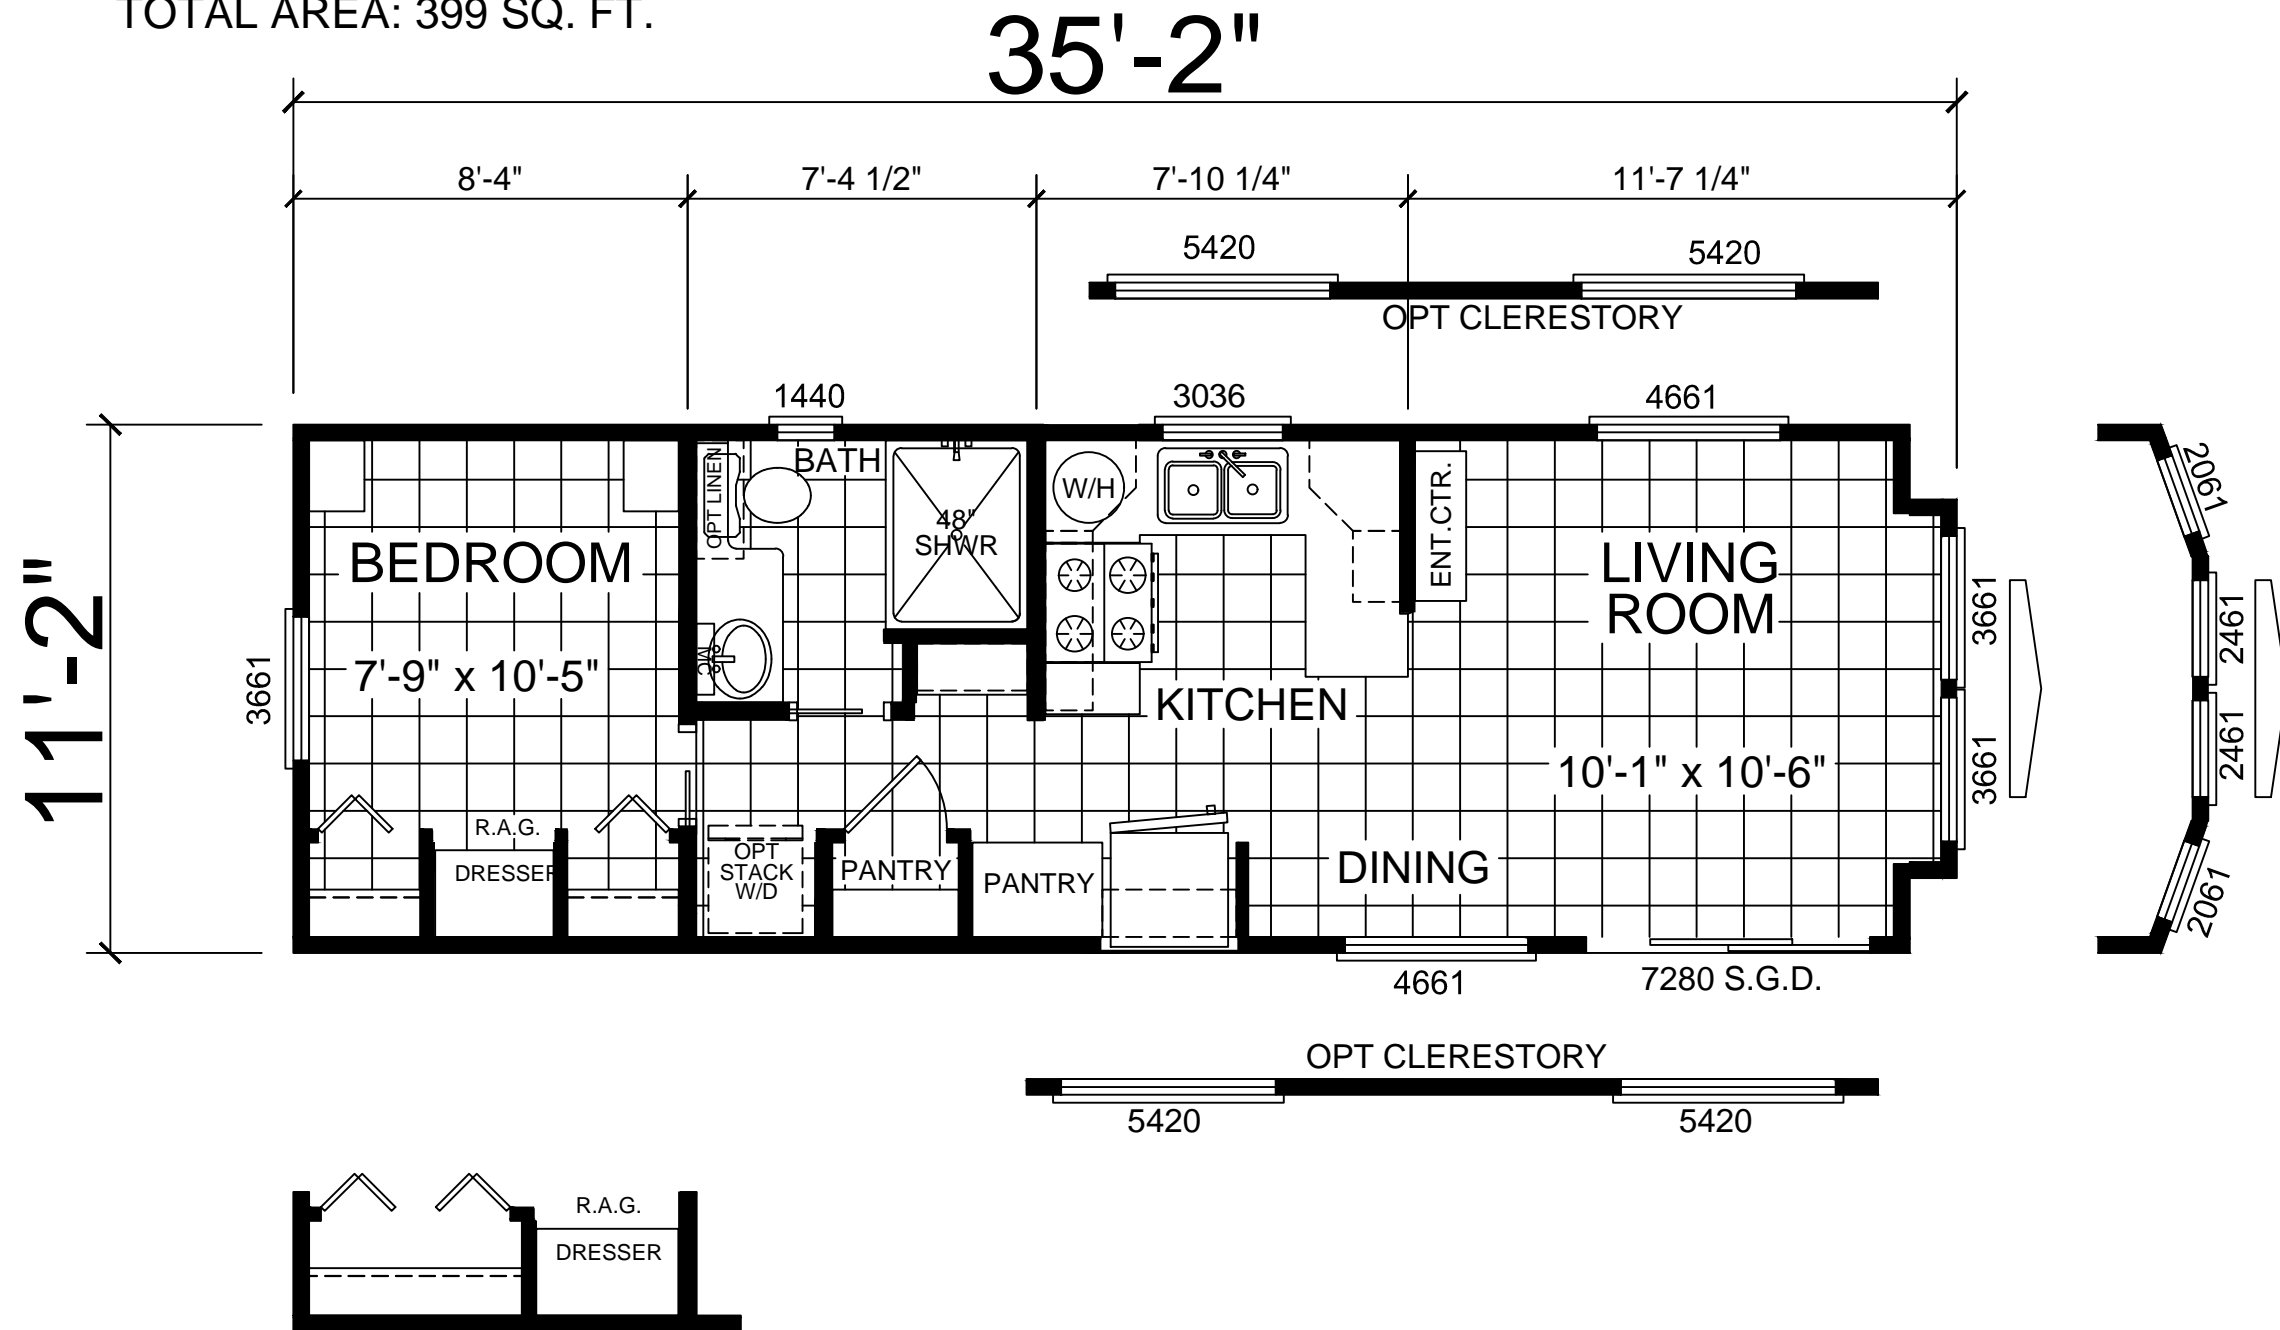 TOTAL AREA: 399 SQ. FT.
35'-2"
8'-4"
7'-4 1/2"
7'-10 1/4"
11'-7 1/4"
5420
5420
OPT CLERESTORY
1440
3036
4661
11'-2"
3661
BEDROOM
7'-9" x 10'-5"
OPT LINEN
BATH
48"
SHWR
MC
W/H
ENT.CTR.
KITCHEN
LIVING
ROOM
10'-1" x 10'-6"
3661
3661
2061
2461
2461
2061
R.A.G.
DRESSER
OPT
STACK
W/D
PANTRY
PANTRY
DINING
4661
7280 S.G.D.
OPT CLERESTORY
5420
5420
R.A.G.
DRESSER